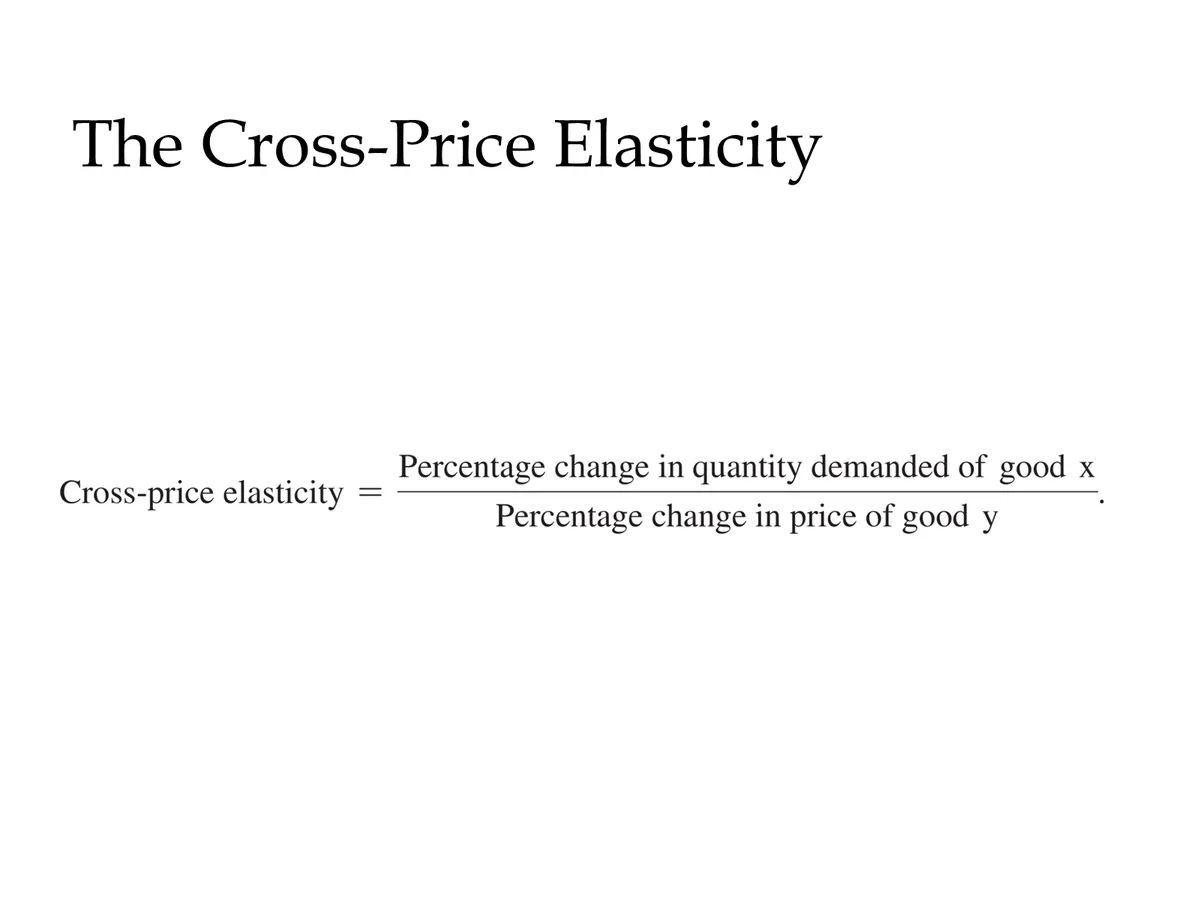 The Cross-Price Elasticity
Cross-price elasticity = Percentage change in quantity demanded of good x
Percentage change in price of good y.